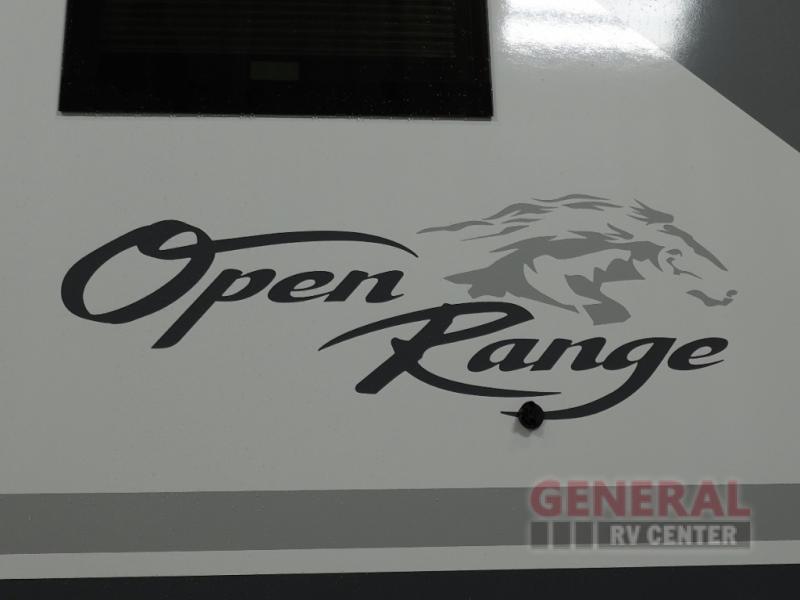 Open
Range
GENERAL
RV CENTER